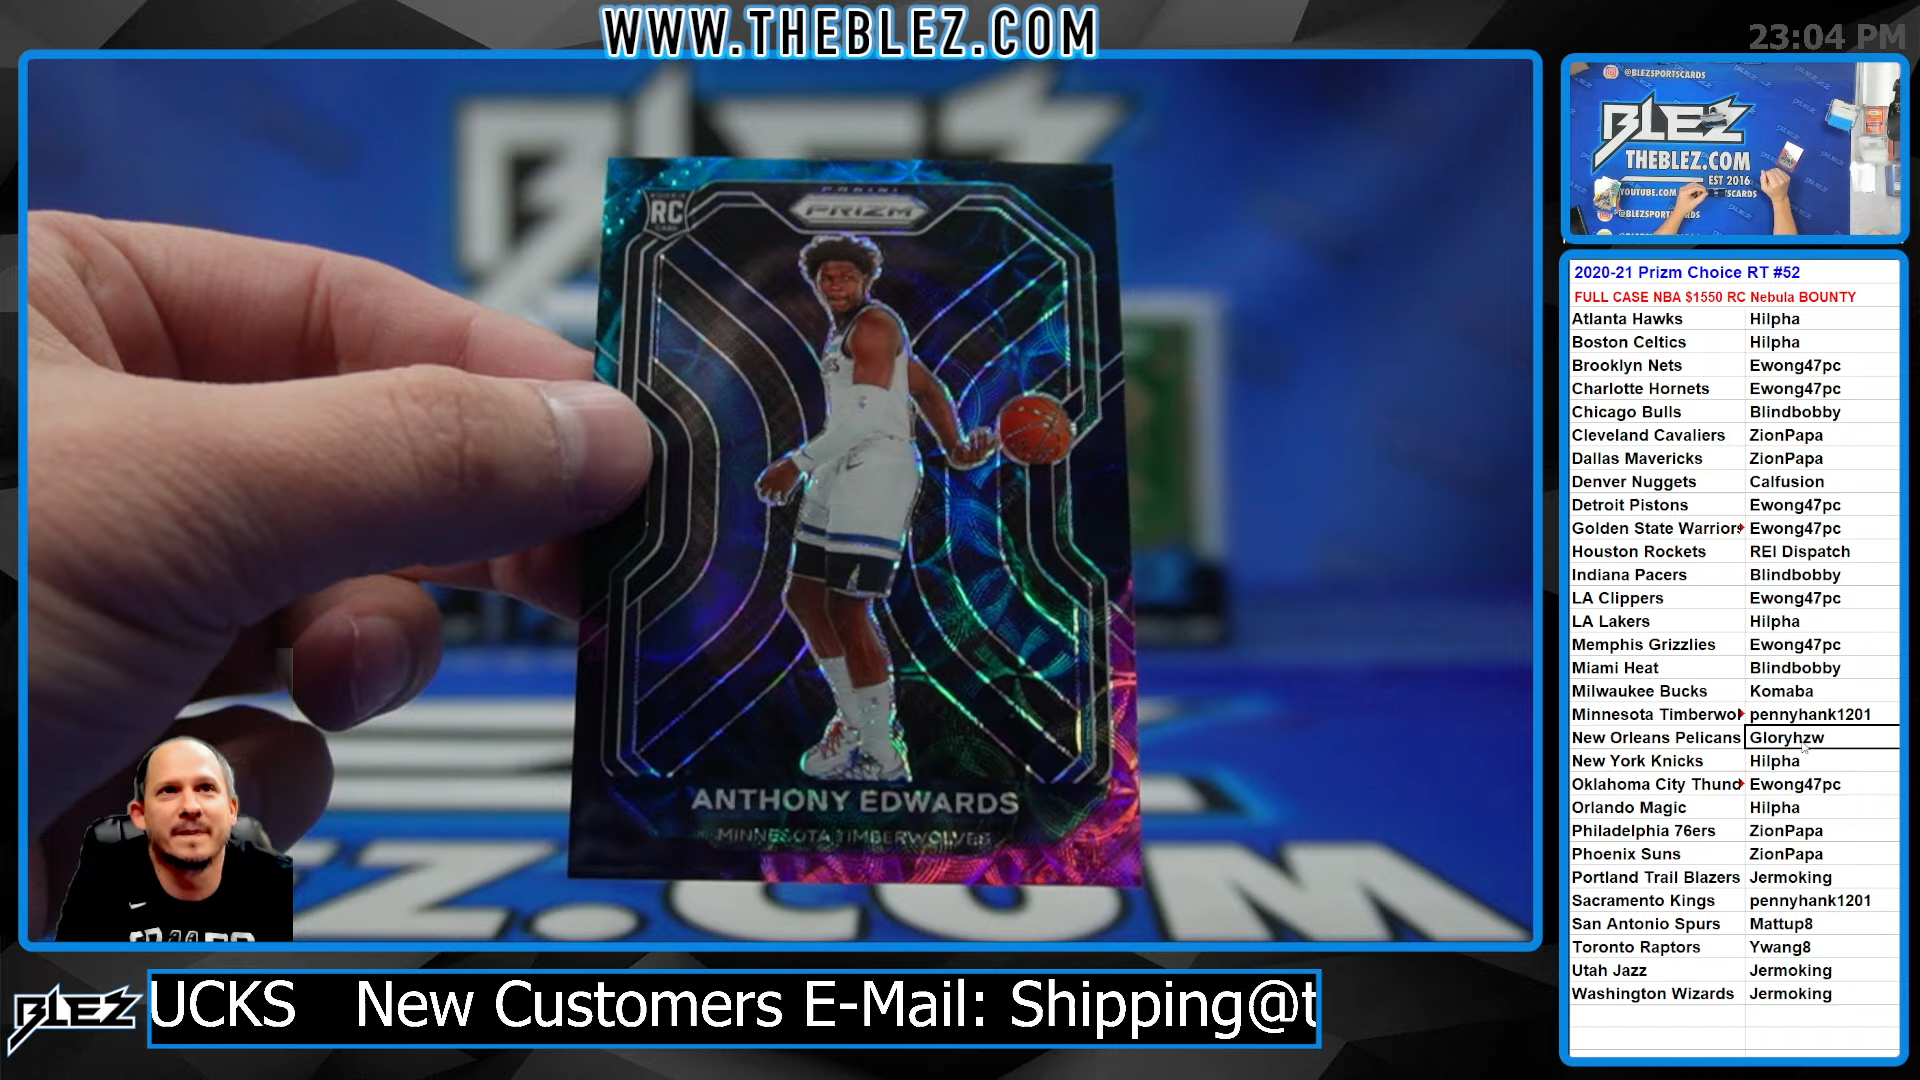 WWW.THEBLEZ.COM
23:04 PM
PANINI
PRIZM
RC
ANTHONY EDWARDS
MINNESOTA TIMBERWOLVES
Z.COM
@BLEZSPORTSCARDS
BLEZ
THEBLEZ.COM
EST 2016
YOUTUBE.COM
@BLEZSPORT
2020-21 Prizm Choice RT #52
FULL CASE NBA $1550 RC Nebula BOUNTY
Atlanta Hawks Hilpha
Boston Celtics Hilpha
Brooklyn Nets Ewong47pc
Charlotte Hornets Ewong47pc
Chicago Bulls Blindbobby
Cleveland Cavaliers ZionPapa
Dallas Mavericks ZionPapa
Denver Nuggets Calfusion
Detroit Pistons Ewong47pc
Golden State Warriors Ewong47pc
Houston Rockets REI Dispatch
Indiana Pacers Blindbobby
LA Clippers Ewong47pc
LA Lakers Hilpha
Memphis Grizzlies Ewong47pc
Miami Heat Blindbobby
Milwaukee Bucks Komaba
Minnesota Timberwol pennyhank1201
New Orleans Pelicans Gloryhzw
New York Knicks Hilpha
Oklahoma City Thund Ewong47pc
Orlando Magic Hilpha
Philadelphia 76ers ZionPapa
Phoenix Suns ZionPapa
Portland Trail Blazers Jermoking
Sacramento Kings pennyhank1201
San Antonio Spurs Mattup8
Toronto Raptors Ywang8
Utah Jazz Jermoking
Washington Wizards Jermoking
BLEZ
UCKS New Customers E-Mail: Shipping@t